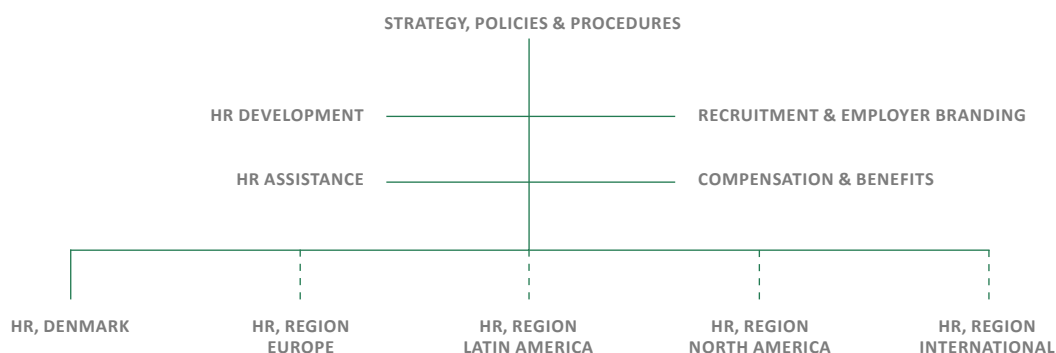 STRATEGY, POLICIES & PROCEDURES
HR DEVELOPMENT
RECRUITMENT & EMPLOYER BRANDING
HR ASSISTANCE
COMPENSATION & BENEFITS
HR, DENMARK
HR, REGION
EUROPE
HR, REGION
LATIN AMERICA
HR, REGION
NORTH AMERICA
HR, REGION
INTERNATIONAL